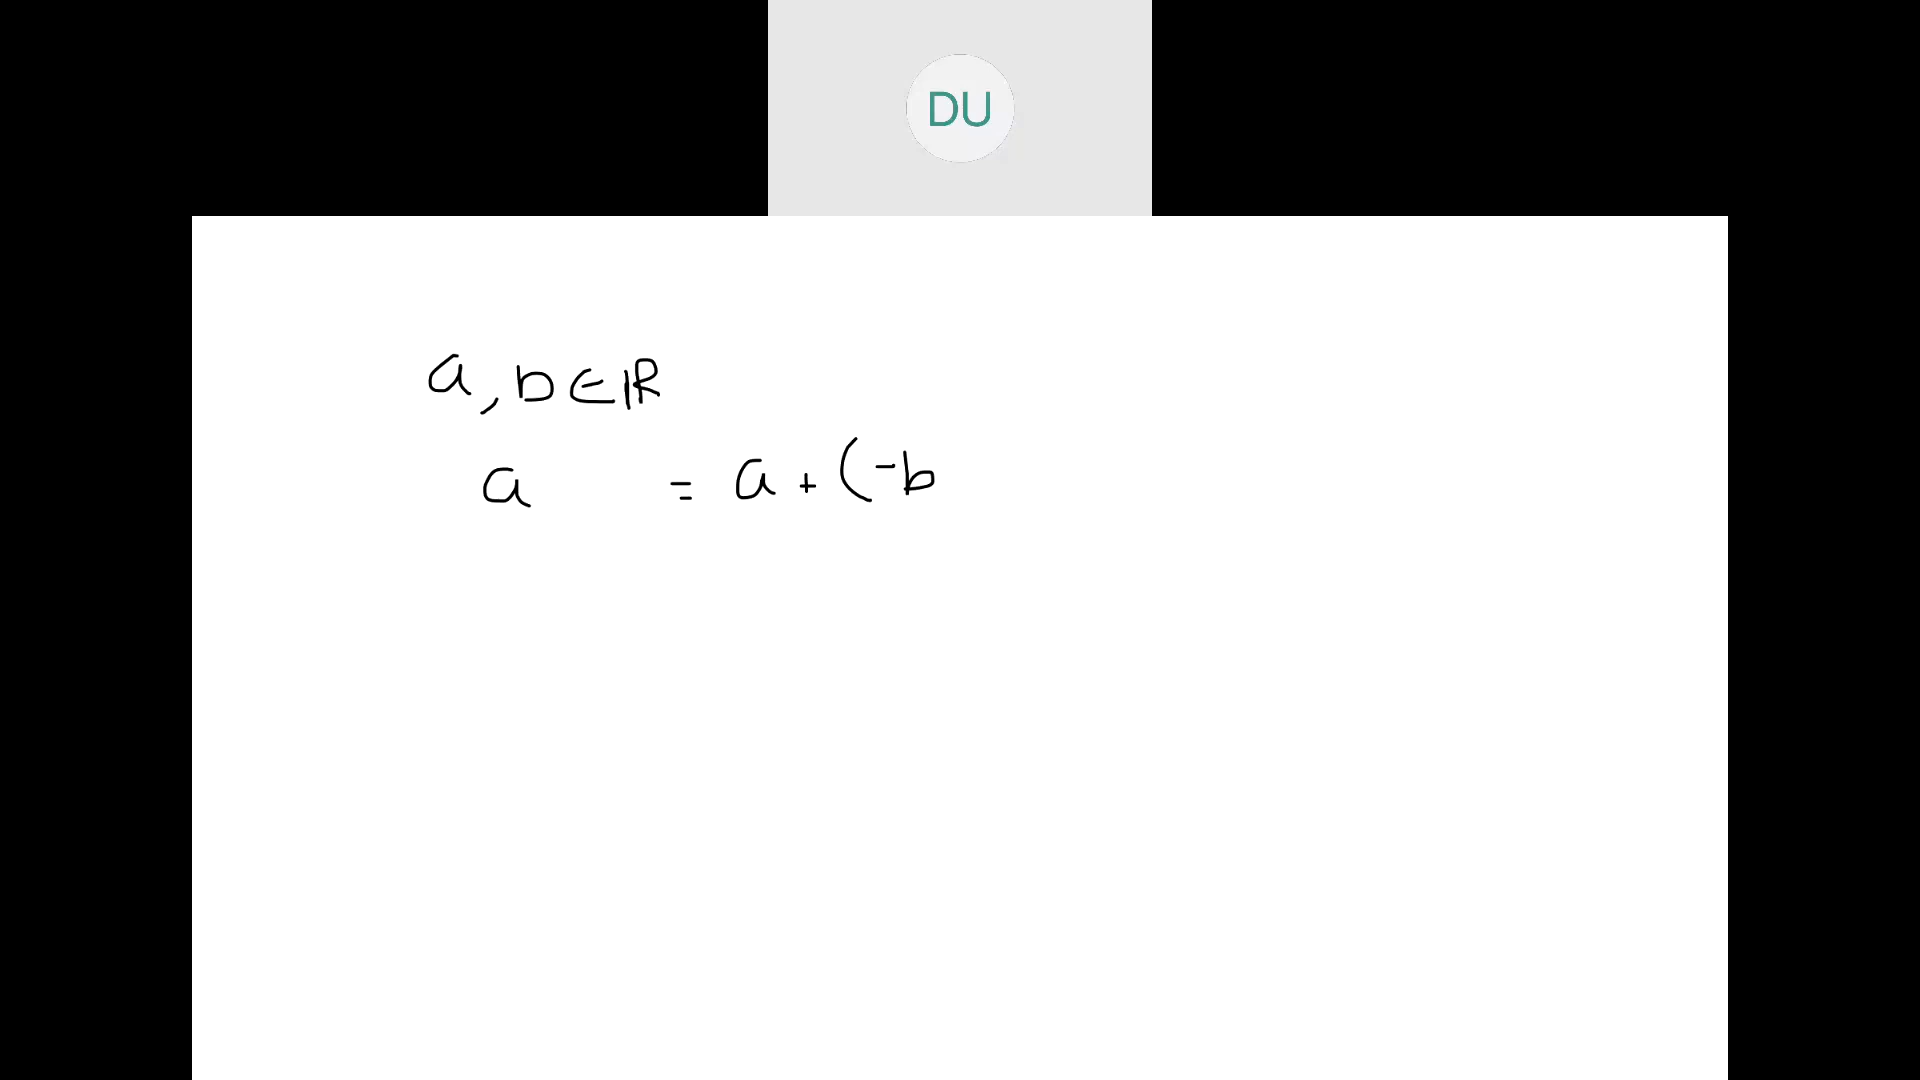 DU
a, b ∈ ℝ
a = a + (-b